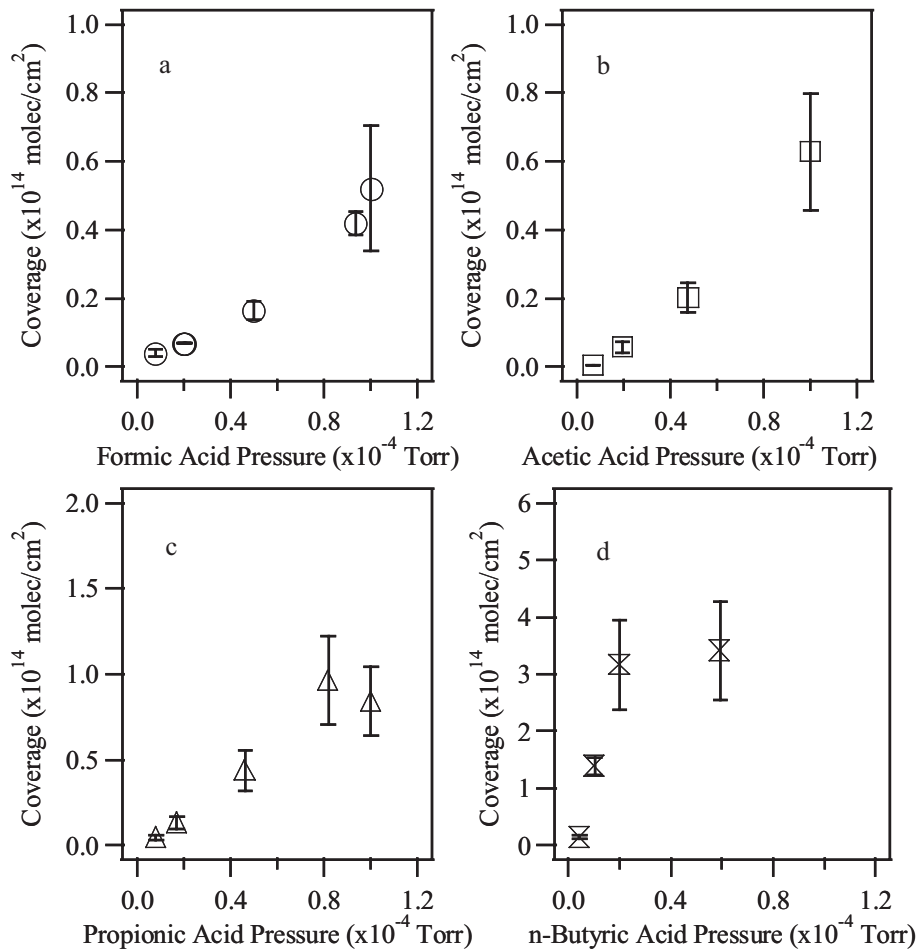 Coverage (x10^14 molec/cm^2)
1.0
0.8
0.6
0.4
0.2
0.0
a
0.0 0.4 0.8 1.2
Formic Acid Pressure (x10^-4 Torr)
Coverage (x10^14 molec/cm^2)
1.0
0.8
0.6
0.4
0.2
0.0
b
0.0 0.4 0.8 1.2
Acetic Acid Pressure (x10^-4 Torr)
Coverage (x10^14 molec/cm^2)
2.0
1.5
1.0
0.5
0.0
c
0.0 0.4 0.8 1.2
Propionic Acid Pressure (x10^-4 Torr)
Coverage (x10^14 molec/cm^2)
6
5
4
3
2
1
0
d
0.0 0.4 0.8 1.2
n-Butyric Acid Pressure (x10^-4 Torr)